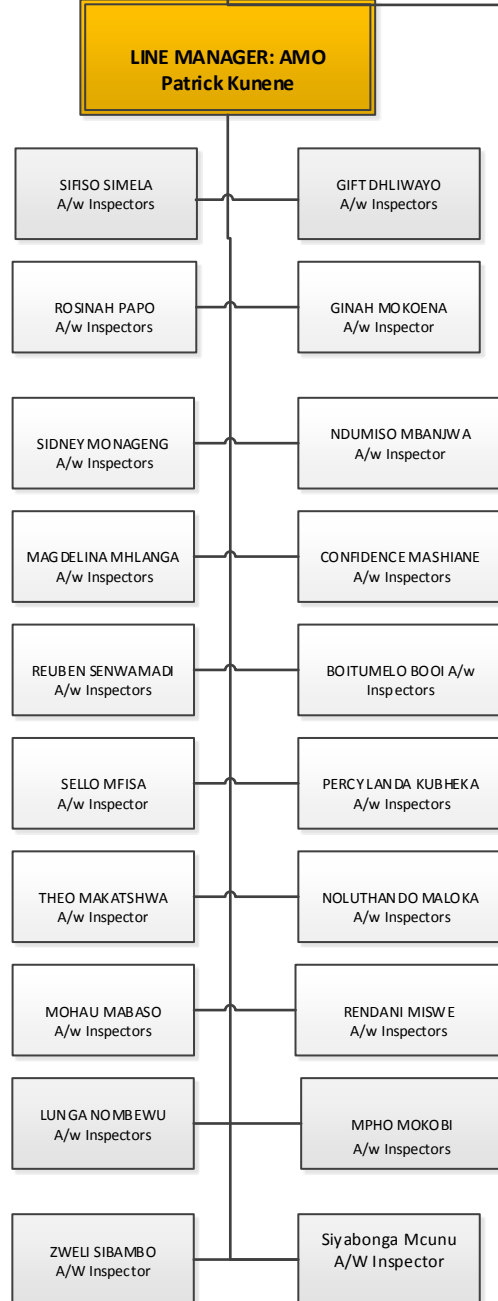 LINE MANAGER: AMO
Patrick Kunene
SIFISO SIMELA
A/w Inspectors
GIFT DHLIWAYO
A/w Inspectors
ROSINAH PAPO
A/w Inspectors
GINAH MOKOENA
A/w Inspector
SIDNEY MONAGENG
A/w Inspectors
NDUMISO MBANJWA
A/w Inspector
MAGDELINA MHLANGA
A/w Inspectors
CONFIDENCE MASHIANE
A/w Inspectors
REUBEN SENWAMADI
A/w Inspectors
BOITUMELO BOOI A/w
Inspectors
SELLO MFISA
A/w Inspector
PERCY LANDA KUBHEKA
A/w Inspectors
THEO MAKATSHWA
A/w Inspector
NOLUTHANDO MALOKA
A/w Inspectors
MOHAU MABASO
A/w Inspectors
RENDANI MISWE
A/w Inspectors
LUNGA NOMBEWU
A/w Inspectors
MPHO MOKOBI
A/w Inspectors
ZWELI SIBAMBO
A/W Inspector
Siyabonga Mcunu
A/W Inspector